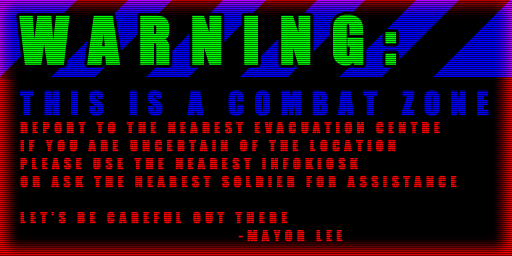 WARNING:
THIS IS A COMBAT ZONE
REPORT TO THE NEAREST EVACUATION CENTRE
IF YOU ARE UNCERTAIN OF THE LOCATION
PLEASE USE THE NEAREST INFOKIOSK
OR ASK THE NEAREST SOLDIER FOR ASSISTANCE
LET'S BE CAREFUL OUT THERE
-MAYOR LEE